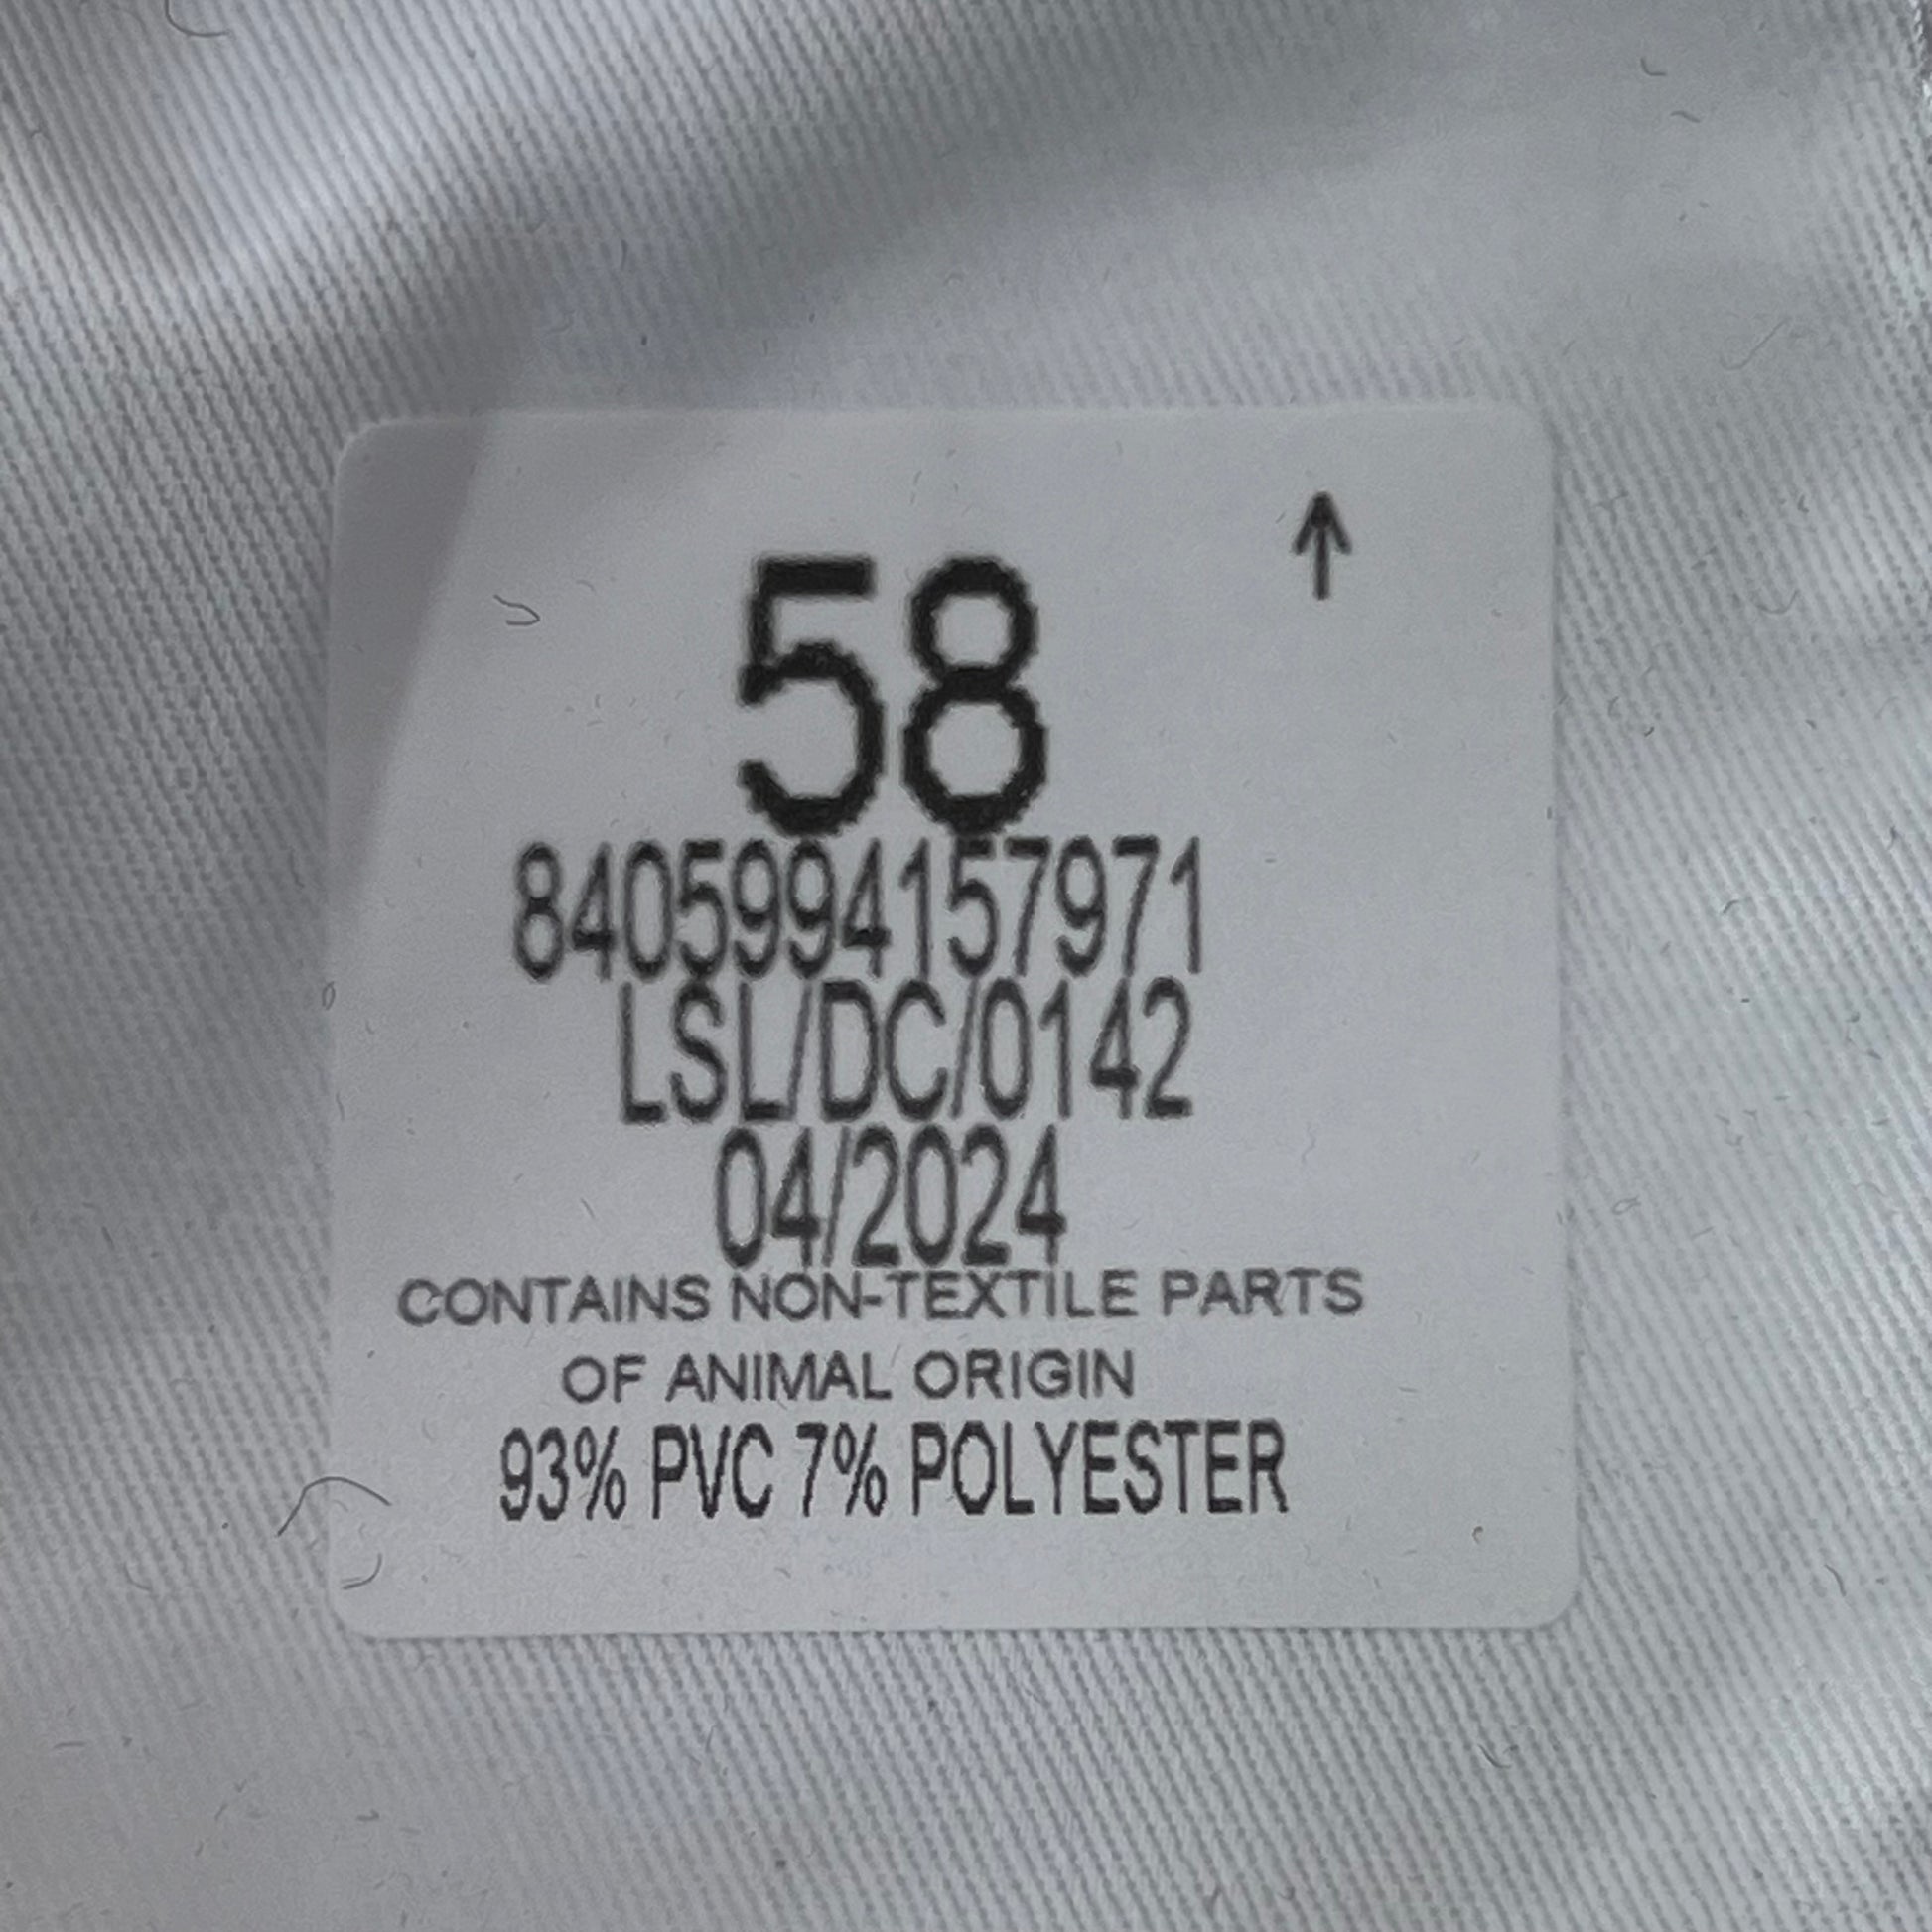 58
8405994157971
LSL/DC/0142
04/2024
CONTAINS NON-TEXTILE PARTS
OF ANIMAL ORIGIN
93% PVC 7% POLYESTER